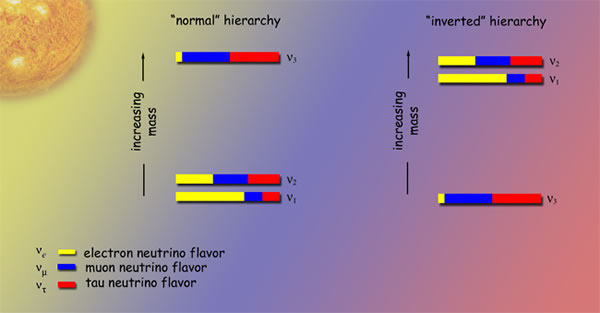 “normal” hierarchy
“inverted” hierarchy
increasing
mass
ν3
ν2
ν1
increasing
mass
ν2
ν1
ν3
νe electron neutrino flavor
νμ muon neutrino flavor
ντ tau neutrino flavor